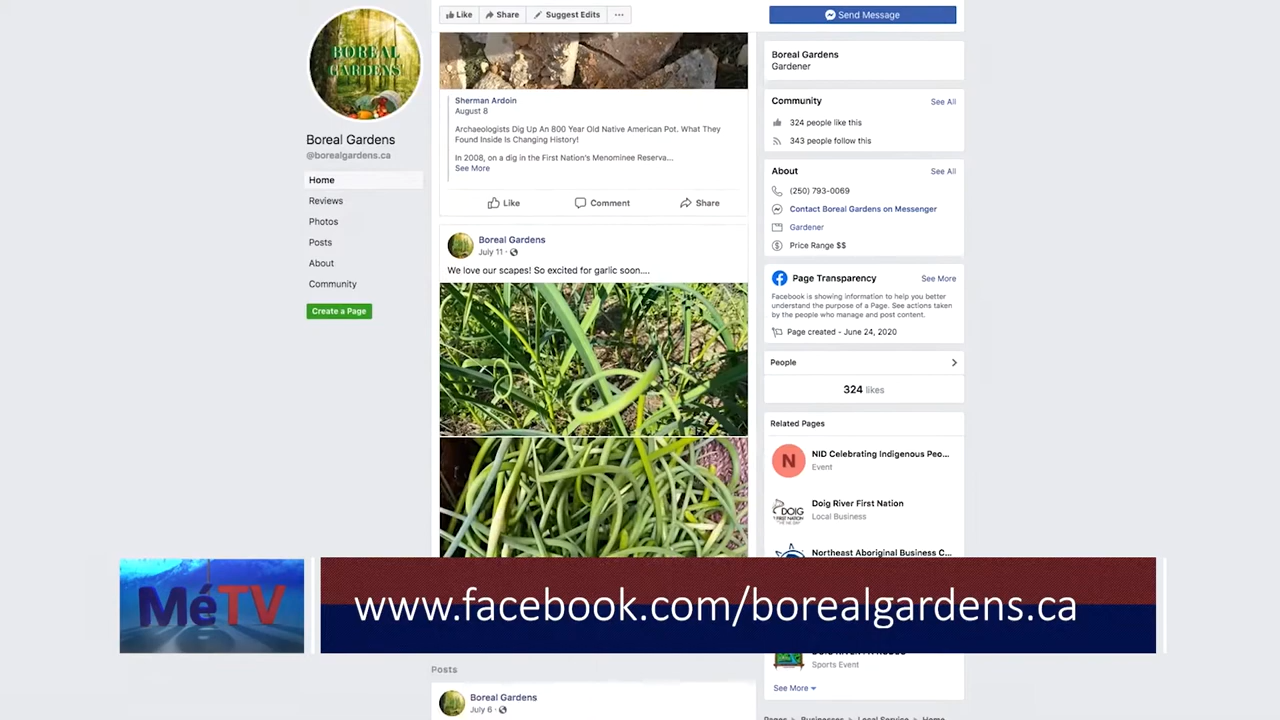 BOREAL
GARDENS
Boreal Gardens
@borealgardens.ca
Home
Reviews
Photos
Posts
About
Community
Create a Page
Like
Share
Suggest Edits
Send Message
Sherman Ardoin
August 8
Archaeologists Dig Up An 800 Year Old Native American Pot. What They
Found Inside Is Changing History!
In 2008, on a dig in the First Nation's Menominee Reserva...
See More
Like
Comment
Share
Boreal Gardens
July 11 ·
We love our scapes! So excited for garlic soon....
Boreal Gardens
Gardener
Community
See All
324 people like this
343 people follow this
About
See All
(250) 793-0069
Contact Boreal Gardens on Messenger
Gardener
Price Range $$
Page Transparency
See More
Facebook is showing information to help you better
understand the purpose of a Page. See actions
taken by the people who manage and post content.
Page created - June 24, 2020
People
324 likes
Related Pages
N
NID Celebrating Indigenous Peo...
Event
DOIG
Doig River First Nation
Local Business
Northeast Aboriginal Business C...
MéTV
www.facebook.com/borealgardens.ca
Sports Event
See More
Posts
Boreal Gardens
July 6 ·